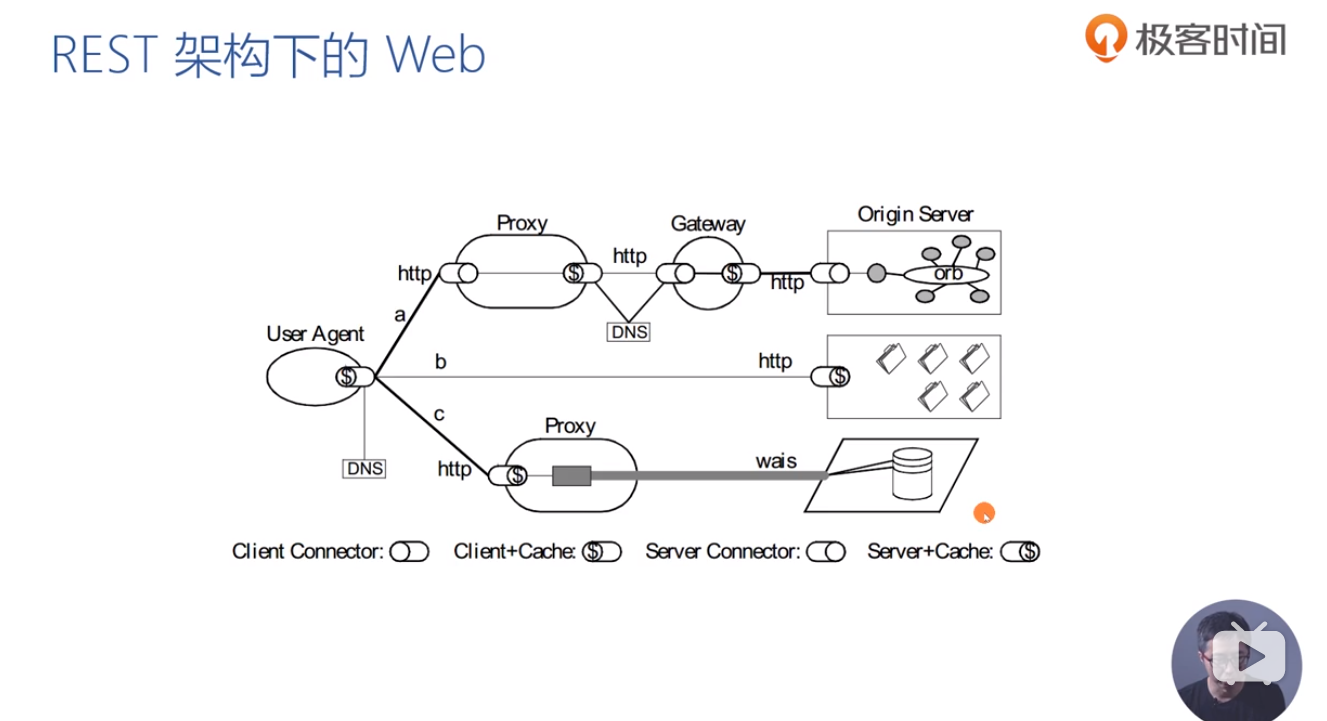 REST 架构下的 Web
极客时间
Origin Server
Proxy
Gateway
http
http
$
$
http
orb
a
DNS
User Agent
b
http
$
$
c
Proxy
DNS
http
$
wais
Client Connector:
Client+Cache: $
Server Connector:
Server+Cache: $